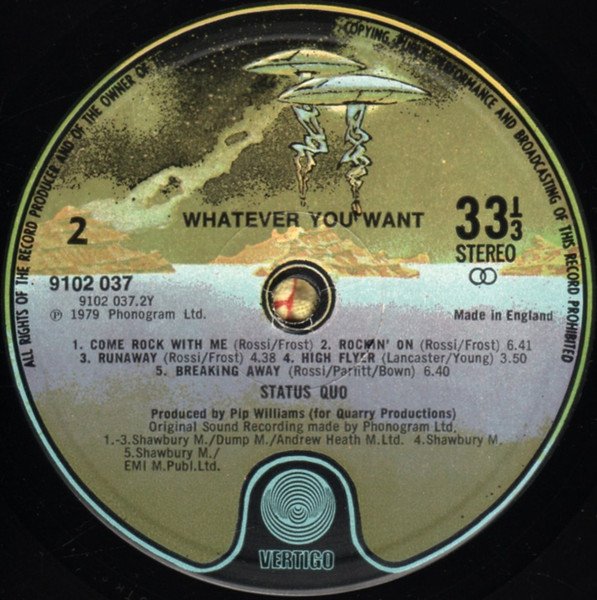 ALL RIGHTS OF THE RECORD PRODUCER AND OF THE OWNER OF
COPYING PUBLIC PERFORMANCE AND BROADCASTING OF THIS RECORD PROHIBITED
WHATEVER YOU WANT
2
33⅓
STEREO
9102 037
9102 037.2Y
℗ 1979 Phonogram Ltd.
Made in England
1. COME ROCK WITH ME (Rossi/Frost) 2. ROCKIN' ON (Rossi/Frost) 6.41
3. RUNAWAY (Rossi/Frost) 4.38 4. HIGH FLYER (Lancaster/Young) 3.50
5. BREAKING AWAY (Rossi/Parfitt/Bown) 6.40
STATUS QUO
Produced by Pip Williams (for Quarry Productions)
Original Sound Recording made by Phonogram Ltd.
1.-3.Shawbury M./Dump M./Andrew Heath M.Ltd. 4.Shawbury M.
5.Shawbury M./
EMI M.Publ.Ltd.
VERTIGO